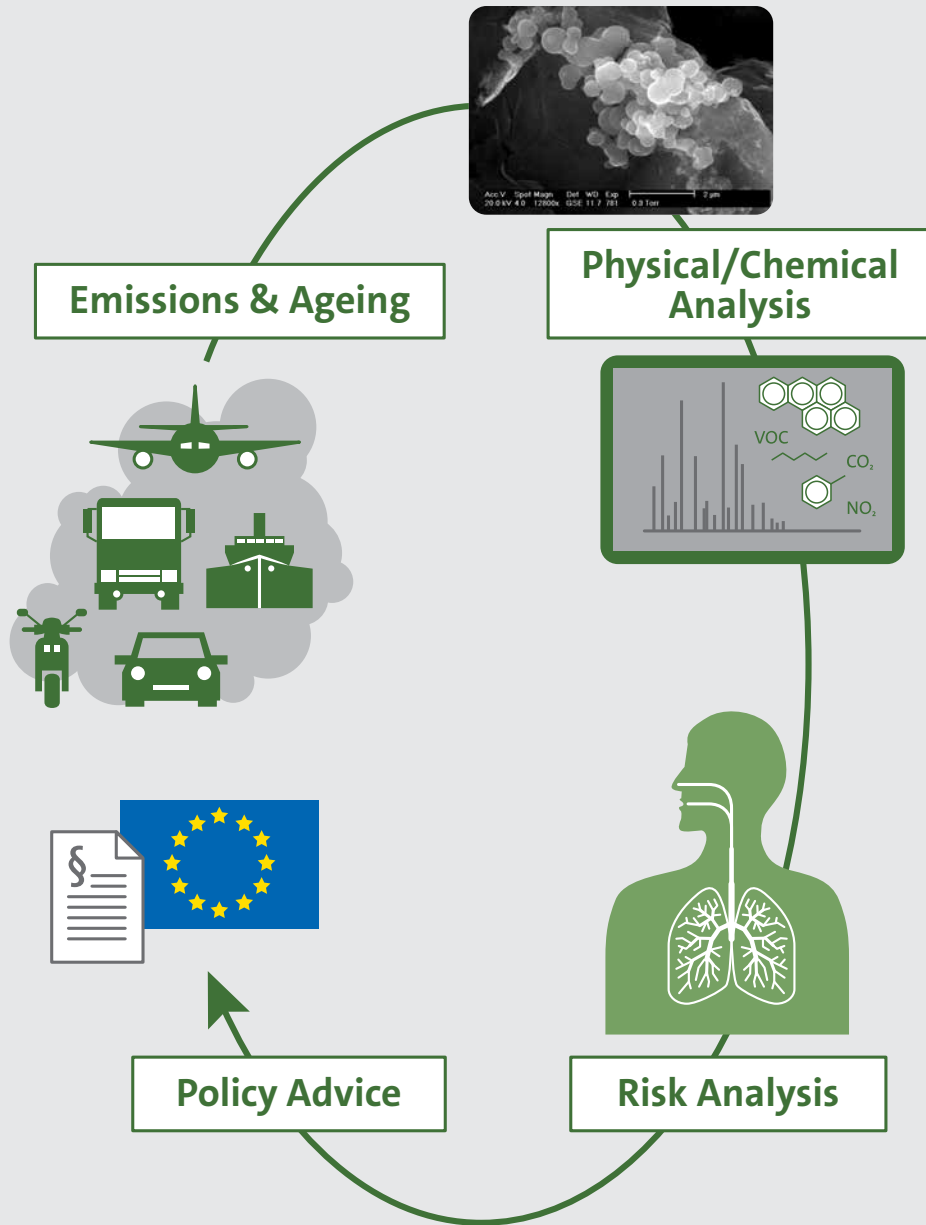 Acc.V Spot Magn Det WD Exp 2 µm
20.0 kV 4.0 12800x GSE 11.7 781 0.3 Torr
Emissions & Ageing
Physical/Chemical
Analysis
VOC
CO₂
NO₂
§
Policy Advice
Risk Analysis